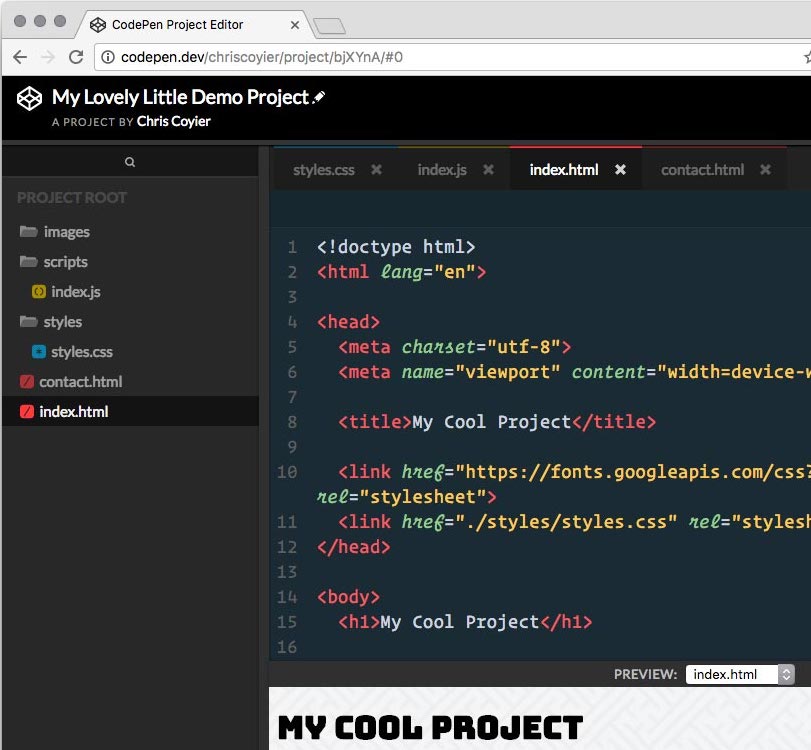 CodePen Project Editor
codepen.dev/chriscoyier/project/bjXYnA/#0
My Lovely Little Demo Project
A PROJECT BY Chris Coyier
PROJECT ROOT
images
scripts
index.js
styles
styles.css
contact.html
index.html
styles.css × index.js × index.html × contact.html ×
1 <!doctype html>
2 <html lang="en">
3
4 <head>
5 <meta charset="utf-8">
6 <meta name="viewport" content="width=device-w
7
8 <title>My Cool Project</title>
9
10 <link href="https://fonts.googleapis.com/css?
rel="stylesheet">
11 <link href="./styles/styles.css" rel="stylesh
12 </head>
13
14 <body>
15 <h1>My Cool Project</h1>
16
PREVIEW: index.html
MY COOL PROJECT